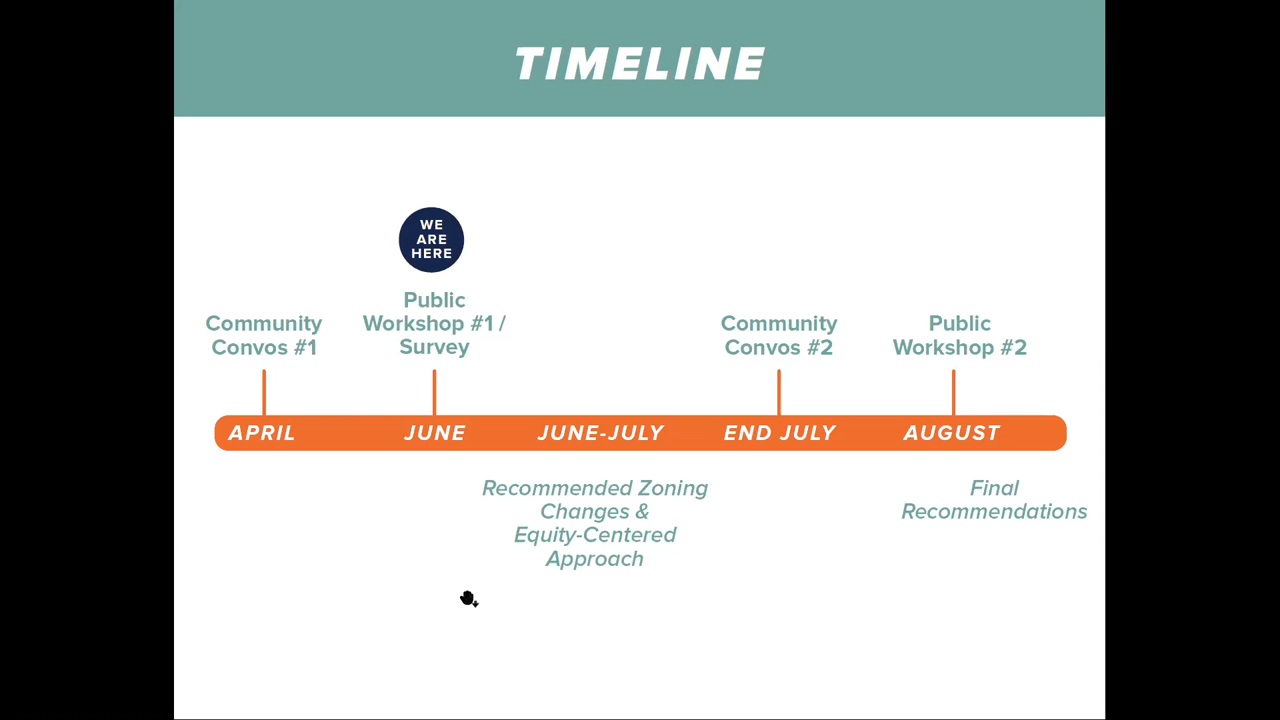 TIMELINE
WE
ARE
HERE
Community
Convos #1
Public
Workshop #1 /
Survey
Community
Convos #2
Public
Workshop #2
APRIL
JUNE
JUNE-JULY
END JULY
AUGUST
Recommended Zoning
Changes &
Equity-Centered
Approach
Final
Recommendations